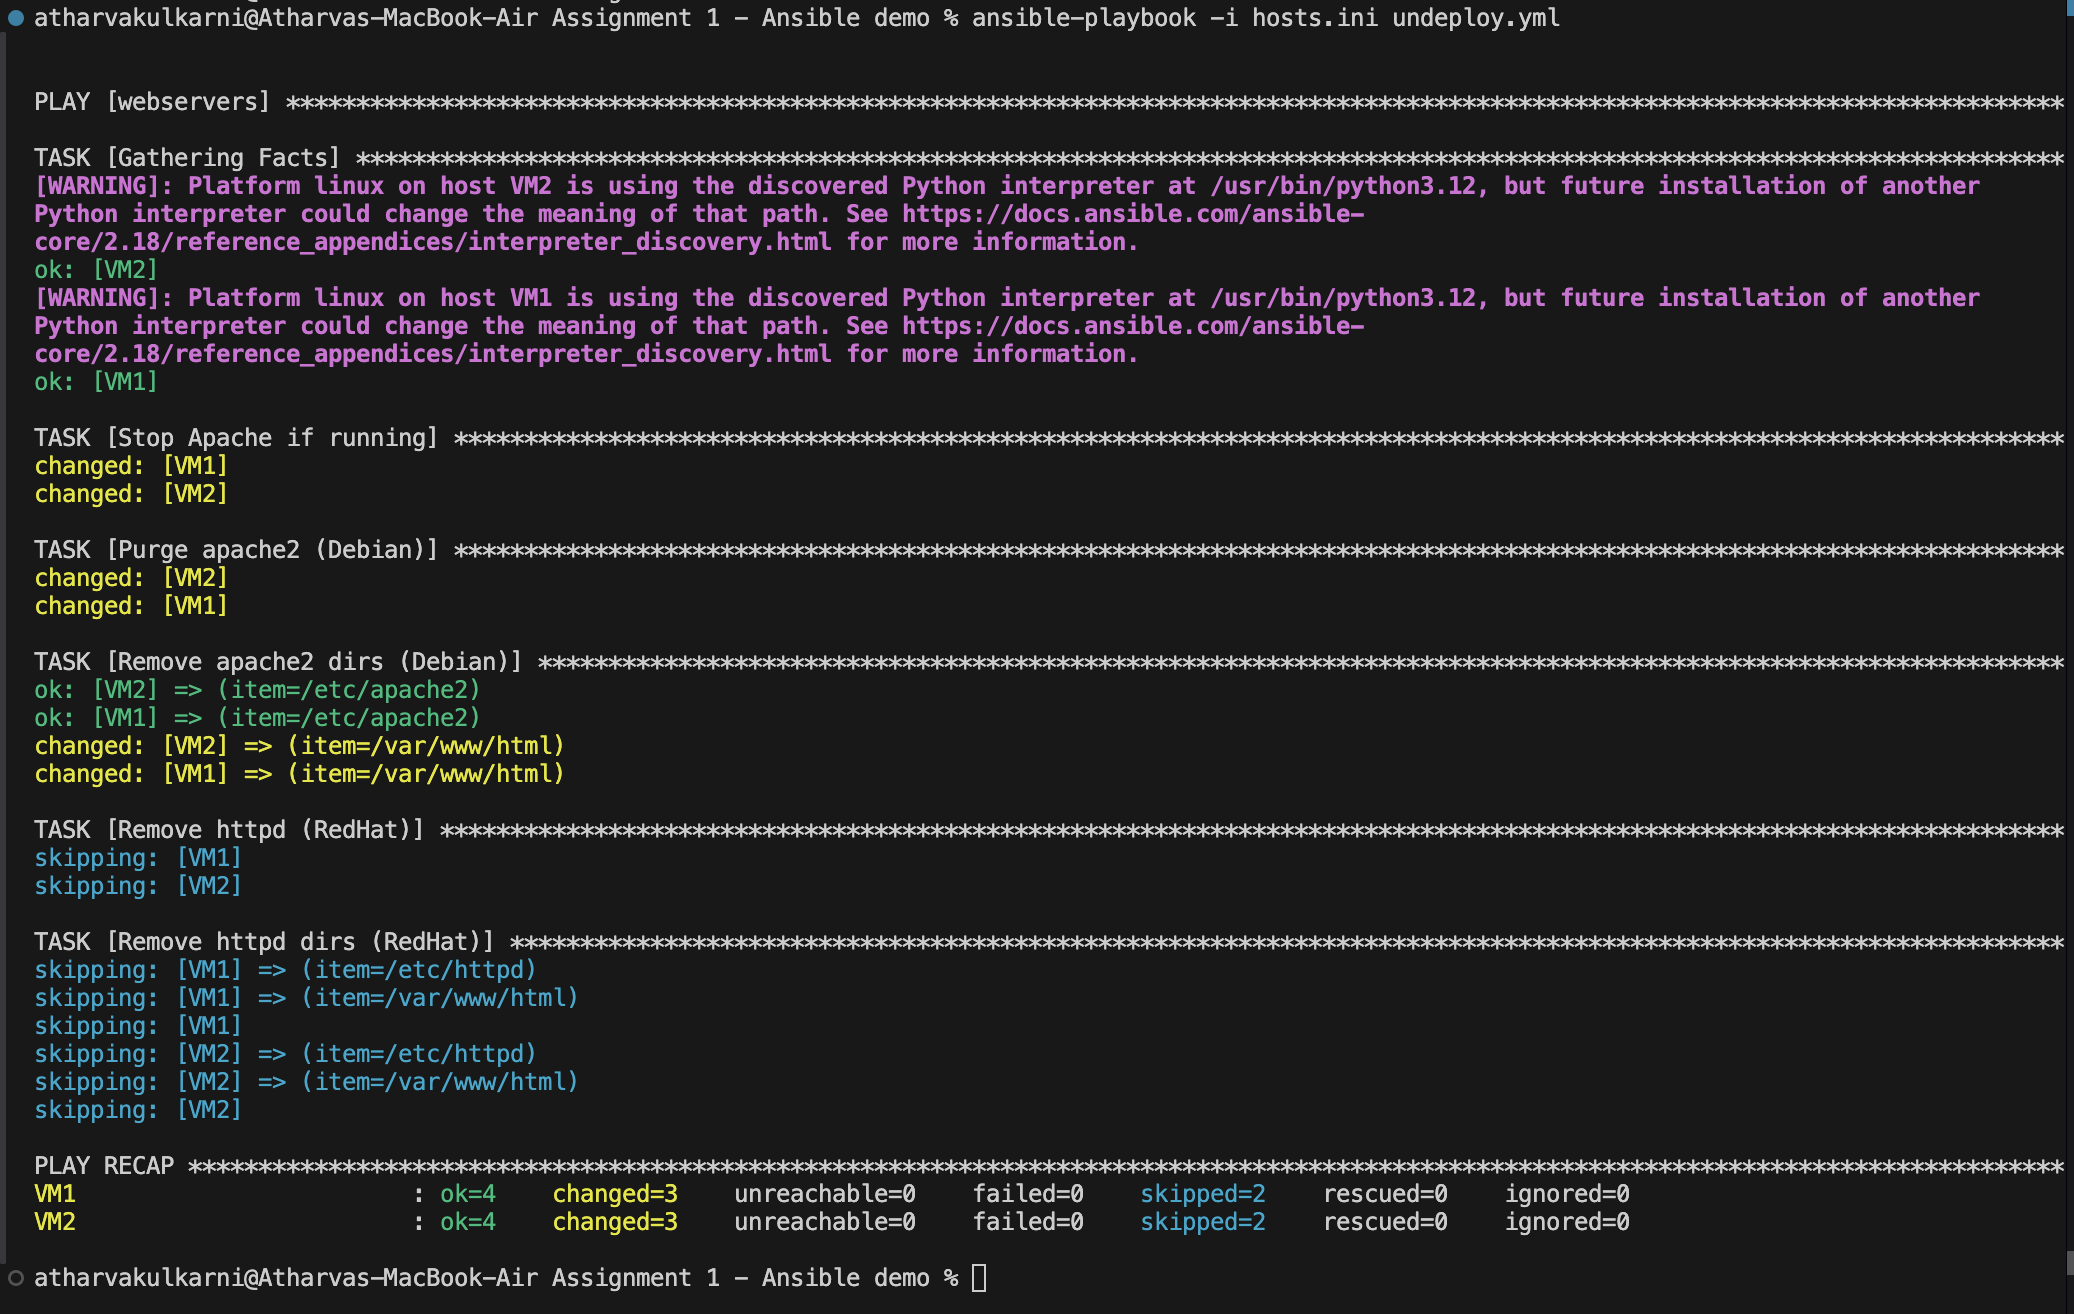 atharvakulkarni@Atharvas-MacBook-Air Assignment 1 - Ansible demo % ansible-playbook -i hosts.ini undeploy.yml
PLAY [webservers] *******************************************************************************************************************************
TASK [Gathering Facts] **************************************************************************************************************************
[WARNING]: Platform linux on host VM2 is using the discovered Python interpreter at /usr/bin/python3.12, but future installation of another
Python interpreter could change the meaning of that path. See https://docs.ansible.com/ansible-
core/2.18/reference_appendices/interpreter_discovery.html for more information.
ok: [VM2]
[WARNING]: Platform linux on host VM1 is using the discovered Python interpreter at /usr/bin/python3.12, but future installation of another
Python interpreter could change the meaning of that path. See https://docs.ansible.com/ansible-
core/2.18/reference_appendices/interpreter_discovery.html for more information.
ok: [VM1]
TASK [Stop Apache if running] *******************************************************************************************************************
changed: [VM1]
changed: [VM2]
TASK [Purge apache2 (Debian)] *******************************************************************************************************************
changed: [VM2]
changed: [VM1]
TASK [Remove apache2 dirs (Debian)] *************************************************************************************************************
ok: [VM2] => (item=/etc/apache2)
ok: [VM1] => (item=/etc/apache2)
changed: [VM2] => (item=/var/www/html)
changed: [VM1] => (item=/var/www/html)
TASK [Remove httpd (RedHat)] ********************************************************************************************************************
skipping: [VM1]
skipping: [VM2]
TASK [Remove httpd dirs (RedHat)] ***************************************************************************************************************
skipping: [VM1] => (item=/etc/httpd)
skipping: [VM1] => (item=/var/www/html)
skipping: [VM1]
skipping: [VM2] => (item=/etc/httpd)
skipping: [VM2] => (item=/var/www/html)
skipping: [VM2]
PLAY RECAP **************************************************************************************************************************************
VM1                        : ok=4    changed=3    unreachable=0    failed=0    skipped=2    rescued=0    ignored=0
VM2                        : ok=4    changed=3    unreachable=0    failed=0    skipped=2    rescued=0    ignored=0
atharvakulkarni@Atharvas-MacBook-Air Assignment 1 - Ansible demo %